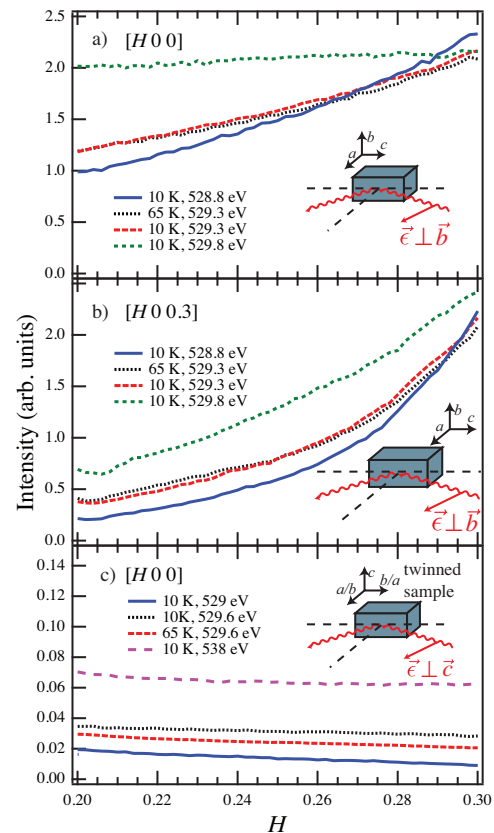 a) [H 0 0]
2.5
2.0
1.5
1.0
0.5
0.0
10 K, 528.8 eV
65 K, 529.3 eV
10 K, 529.3 eV
10 K, 529.8 eV
b
a c
ϵ⃗ ⊥ b⃗
b) [H 0 0.3]
2.0
1.5
1.0
0.5
0.0
10 K, 528.8 eV
65 K, 529.3 eV
10 K, 529.3 eV
10 K, 529.8 eV
b
a c
ϵ⃗ ⊥ b⃗
Intensity (arb. units)
c) [H 0 0]
0.14
0.12
0.10
0.08
0.06
0.04
0.02
0.00
10 K, 529 eV
10K, 529.6 eV
65 K, 529.6 eV
10 K, 538 eV
c
a/b b/a
twinned
sample
ϵ⃗ ⊥ c⃗
0.20 0.22 0.24 0.26 0.28 0.30
H